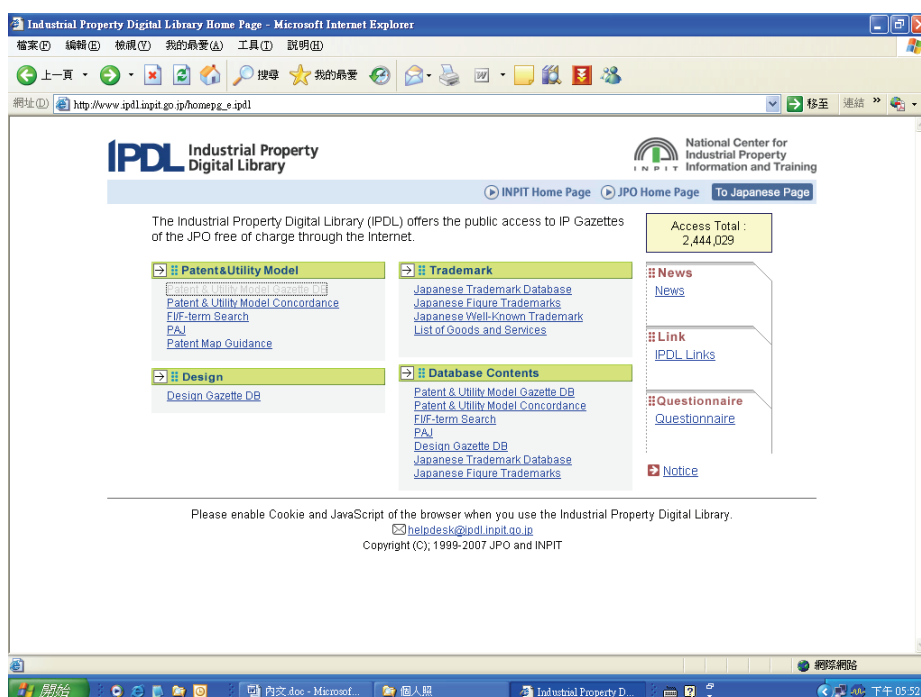 Industrial Property Digital Library Home Page - Microsoft Internet Explorer
檔案(F) 編輯(E) 檢視(V) 我的最愛(A) 工具(T) 說明(H)
上一頁 搜尋 我的最愛
網址(D) http://www.ipdl.inpit.go.jp/homepg_e.ipdl 移至 連結 »
IPDL Industrial Property
Digital Library
National Center for
Industrial Property
Information and Training
INPIT
INPIT Home Page JPO Home Page To Japanese Page
The Industrial Property Digital Library (IPDL) offers the public access to IP Gazettes
of the JPO free of charge through the Internet.
Access Total :
2,444,029
Patent&Utility Model
Patent & Utility Model Gazette DB
Patent & Utility Model Concordance
FI/F-term Search
PAJ
Patent Map Guidance
Design
Design Gazette DB
Trademark
Japanese Trademark Database
Japanese Figure Trademarks
Japanese Well-Known Trademark
List of Goods and Services
Database Contents
Patent & Utility Model Gazette DB
Patent & Utility Model Concordance
FI/F-term Search
PAJ
Design Gazette DB
Japanese Trademark Database
Japanese Figure Trademarks
News
News
Link
IPDL Links
Questionnaire
Questionnaire
Notice
Please enable Cookie and JavaScript of the browser when you use the Industrial Property Digital Library.
helpdesk@ipdl.inpit.go.jp
Copyright (C); 1999-2007 JPO and INPIT
網際網路
開始 內文.doc - Microsof... 個人照 Industrial Property D... 下午 05:55